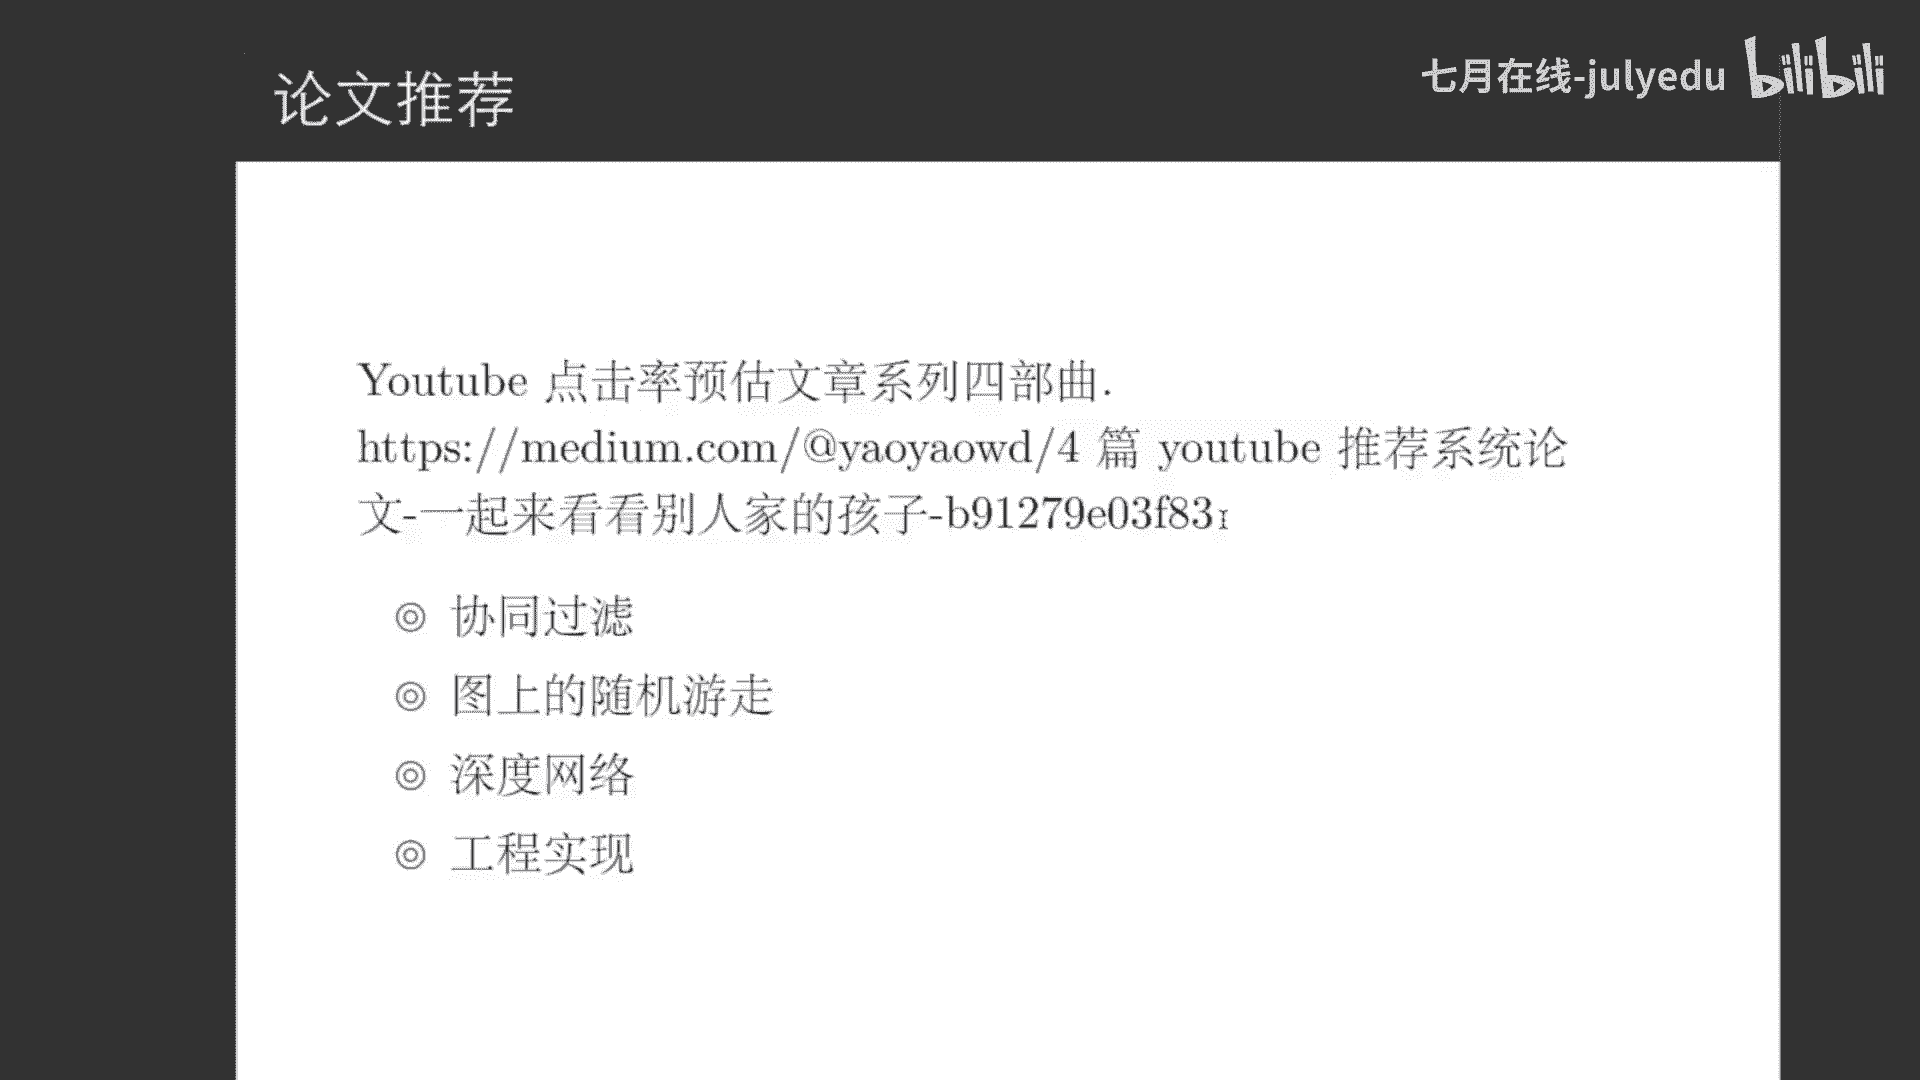 论文推荐
七月在线-julyedu bilibili
Youtube 点击率预估文章系列四部曲.
https://medium.com/@yaoyaowd/4 篇 youtube 推荐系统论
文-一起来看看别人家的孩子-b91279e03f83
◎ 协同过滤
◎ 图上的随机游走
◎ 深度网络
◎ 工程实现